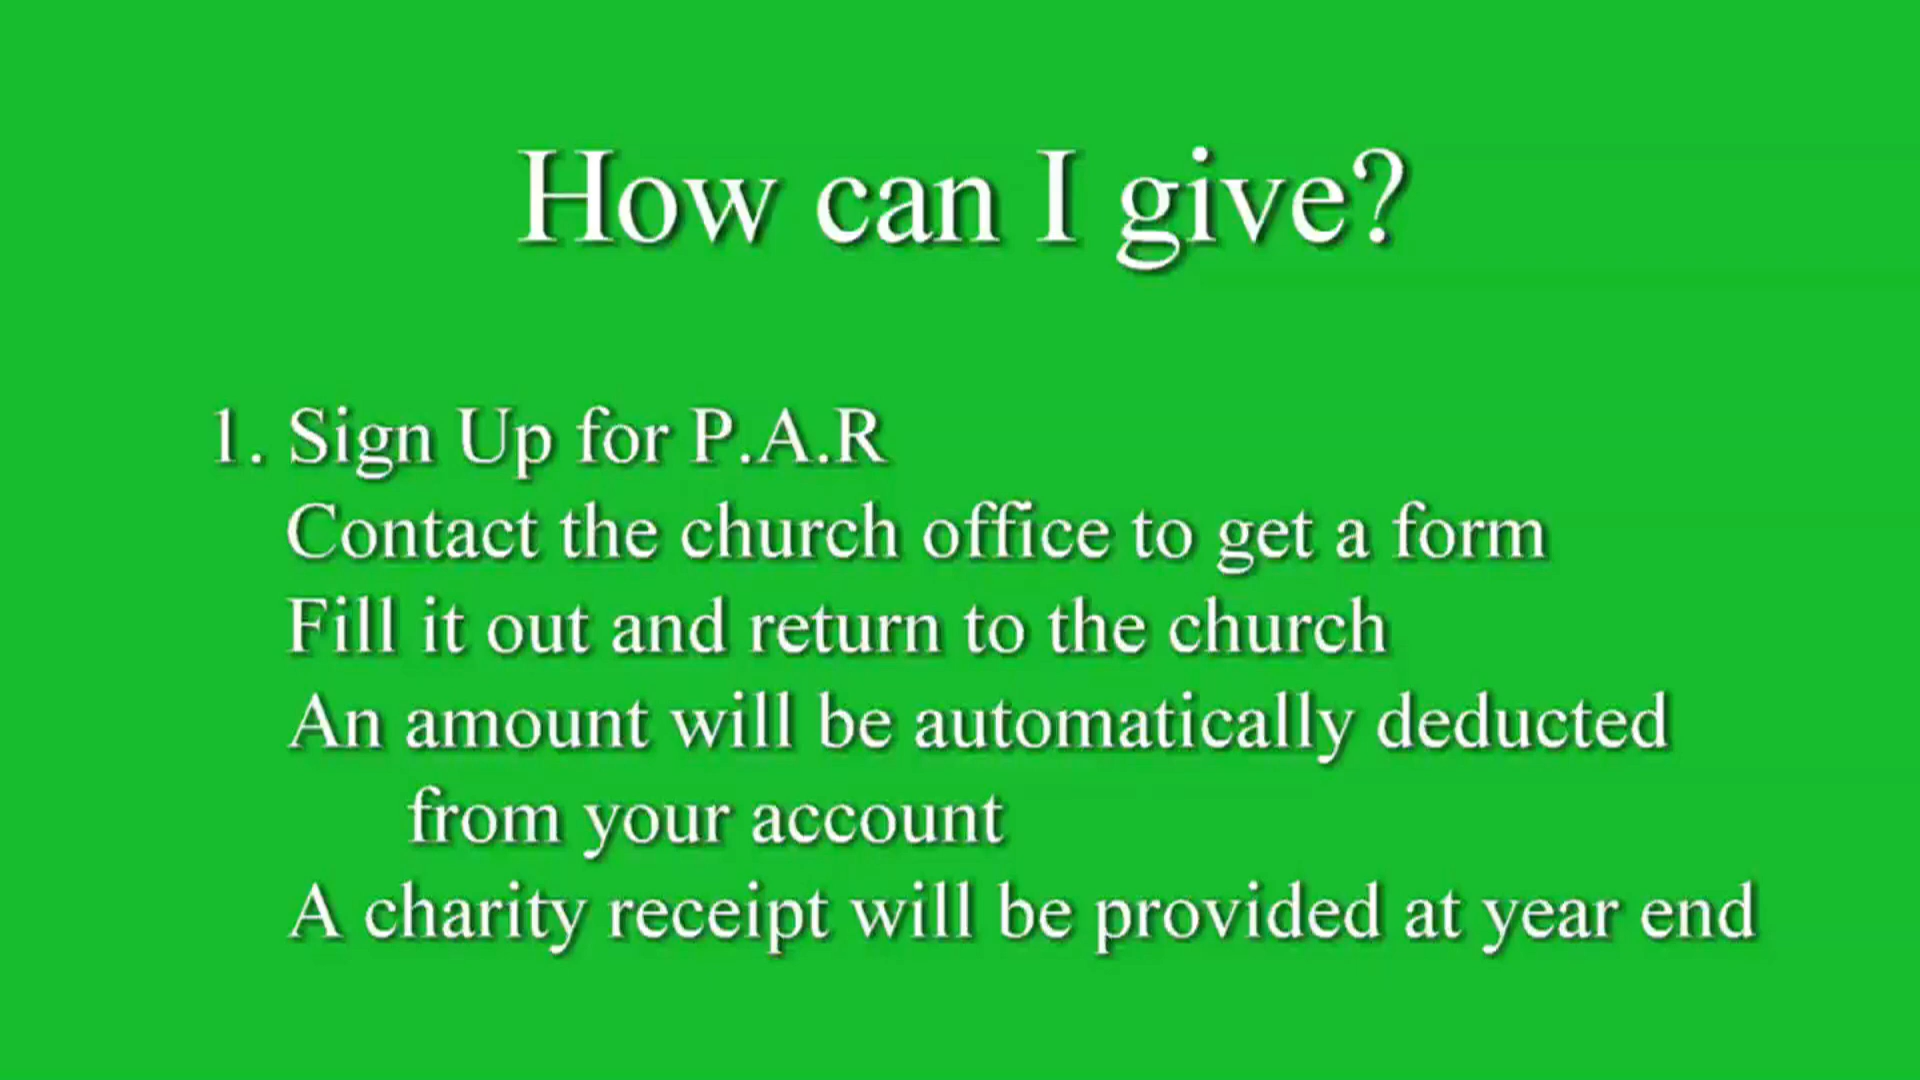 How can I give?
1. Sign Up for P.A.R
Contact the church office to get a form
Fill it out and return to the church
An amount will be automatically deducted
from your account
A charity receipt will be provided at year end